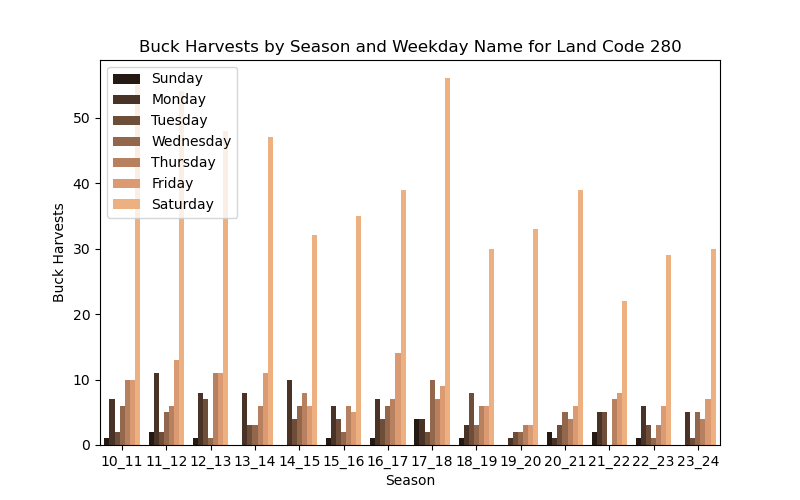 Buck Harvests by Season and Weekday Name for Land Code 280
Sunday
Monday
Tuesday
Wednesday
Thursday
Friday
Saturday
Buck Harvests
50
40
30
20
10
0
10_11 11_12 12_13 13_14 14_15 15_16 16_17 17_18 18_19 19_20 20_21 21_22 22_23 23_24
Season